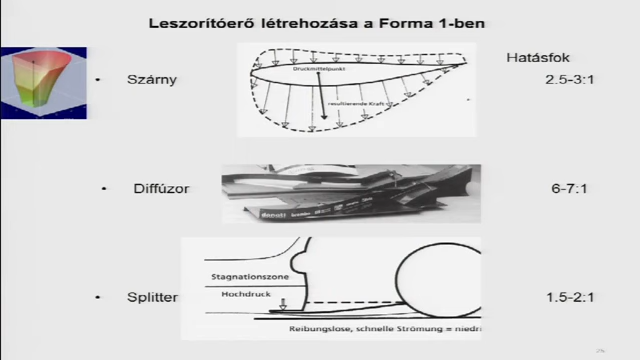 Leszorítóerő létrehozása a Forma 1-ben
Hatásfok
• Szárny
Druckmittelpunkt
resultierende Kraft
2.5-3:1
• Diffúzor
6-7:1
Stagnationszone
Hochdruck
• Splitter
1.5-2:1
Reibungslose, schnelle Strömung = niedri